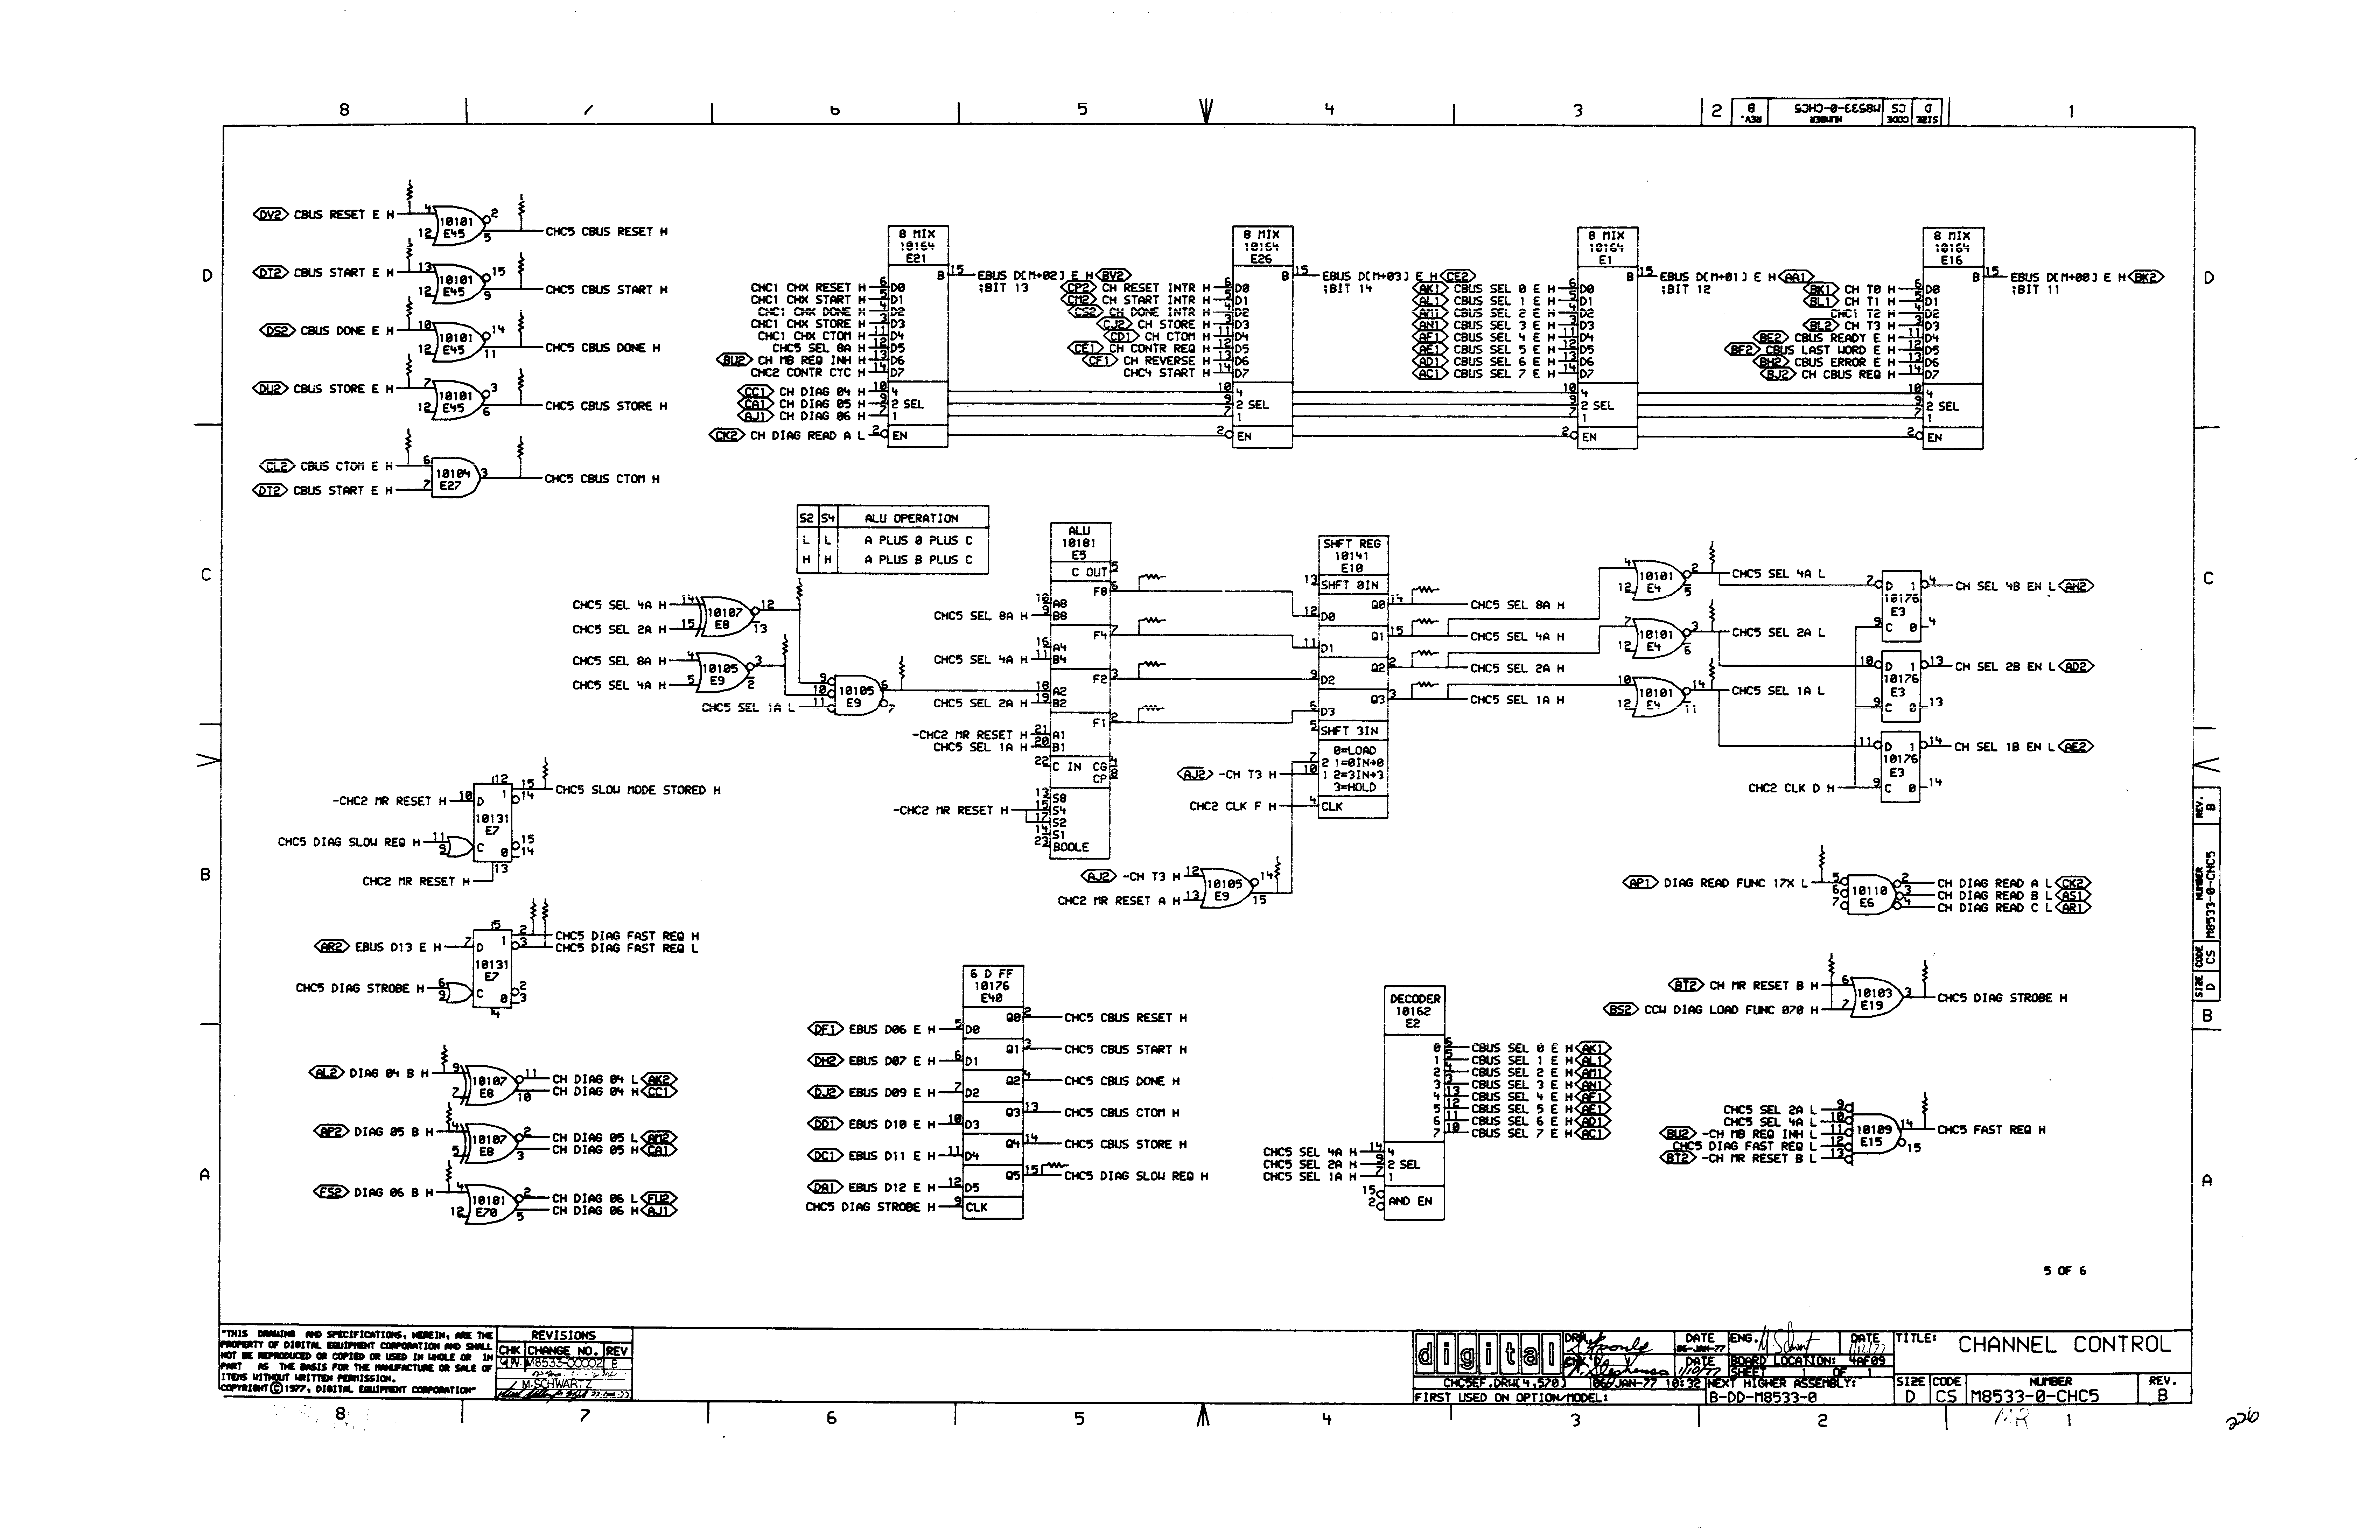 8 7 6 5 4 3 2 1
REV. B NUMBER M8533-0-CHC5 CODE CS SIZE D
D
DV2 CBUS RESET E H 4 12 10101 E45 2 5 CHC5 CBUS RESET H
DT2 CBUS START E H 13 12 10101 E45 15 9 CHC5 CBUS START H
DS2 CBUS DONE E H 10 12 10101 E45 14 11 CHC5 CBUS DONE H
DU2 CBUS STORE E H 7 12 10101 E45 3 6 CHC5 CBUS STORE H
CL2 CBUS CTOM E H 6
DT2 CBUS START E H 7 10104 E27 3 CHC5 CBUS CTOM H
8 MIX 10164 E21
B 15 EBUS D[M+02] E H BV2
;BIT 13
CHC1 CHX RESET H 6 D0
CHC1 CHX START H 5 D1
CHC1 CHX DONE H 4 D2
CHC1 CHX STORE H 3 D3
CHC1 CHX CTOM H 11 D4
CHC5 SEL 8A H 12 D5
BU2 CH MB REQ INH H 13 D6
CHC2 CONTR CYC H 14 D7
CC1 CH DIAG 04 H 10 4
CA1 CH DIAG 05 H 9 2 SEL
AJ1 CH DIAG 06 H 7 1
CK2 CH DIAG READ A L 2 EN
8 MIX 10164 E26
B 15 EBUS D[M+03] E H CE2
;BIT 14
CP2 CH RESET INTR H 6 D0
CM2 CH START INTR H 5 D1
CS2 CH DONE INTR H 4 D2
CJ2 CH STORE H 3 D3
CD1 CH CTOM H 11 D4
CE1 CH CONTR REQ H 12 D5
CF1 CH REVERSE H 13 D6
CHC4 START H 14 D7
10 4
9 2 SEL
7 1
2 EN
8 MIX 10164 E1
B 15 EBUS D[M+01] E H AA1
;BIT 12
AK1 CBUS SEL 0 E H 6 D0
AL1 CBUS SEL 1 E H 5 D1
AM1 CBUS SEL 2 E H 4 D2
AN1 CBUS SEL 3 E H 3 D3
AF1 CBUS SEL 4 E H 11 D4
AE1 CBUS SEL 5 E H 12 D5
AD1 CBUS SEL 6 E H 13 D6
AC1 CBUS SEL 7 E H 14 D7
10 4
9 2 SEL
7 1
2 EN
8 MIX 10164 E16
B 15 EBUS D[M+00] E H BK2
;BIT 11
BK1 CH T0 H 6 D0
BL1 CH T1 H 5 D1
CHC1 T2 H 4 D2
BL2 CH T3 H 3 D3
BE2 CBUS READY E H 11 D4
BF2 CBUS LAST WORD E H 12 D5
BH2 CBUS ERROR E H 13 D6
BJ2 CH CBUS REQ H 14 D7
10 4
9 2 SEL
7 1
2 EN
D
C
S2 S4 ALU OPERATION
L L A PLUS 0 PLUS C
H H A PLUS B PLUS C
CHC5 SEL 4A H 14
CHC5 SEL 2A H 15 10107 E8 12 13
CHC5 SEL 8A H 4
CHC5 SEL 4A H 5 10105 E9 3 2
9 10
CHC5 SEL 1A L 11 10105 E9 6 7
ALU 10181 E5
C OUT 5
F8 6
10 A8
CHC5 SEL 8A H 9 B8
F4 7
16 A4
CHC5 SEL 4A H 11 B4
F2 3
18 A2
CHC5 SEL 2A H 19 B2
F1 2
-CHC2 MR RESET H 21 A1
CHC5 SEL 1A H 20 B1
22 C IN CG 4
CP 8
13 S8
-CHC2 MR RESET H 15 S4
17 S2
14 S1
23 BOOLE
SHFT REG 10141 E10
13 SHFT 0IN
12 D0 Q0 14 CHC5 SEL 8A H
11 D1 Q1 15 CHC5 SEL 4A H
9 D2 Q2 2 CHC5 SEL 2A H
6 D3 Q3 3 CHC5 SEL 1A H
5 SHFT 3IN
0=LOAD
7 2 1=0IN→0
AJ2 -CH T3 H 10 1 2=3IN→3
3=HOLD
CHC2 CLK F H 4 CLK
AJ2 -CH T3 H 12
CHC2 MR RESET A H 13 10105 E9 14 15
4 12 10101 E4 2 5 CHC5 SEL 4A L
7 12 10101 E4 3 6 CHC5 SEL 2A L
10 12 10101 E4 14 11 CHC5 SEL 1A L
7 D 1 4 CH SEL 4B EN L AH2
10176 E3
9 C 0 4
10 D 1 13 CH SEL 2B EN L AD2
10176 E3
9 C 0 13
11 D 1 14 CH SEL 1B EN L AE2
10176 E3
CHC2 CLK D H 9 C 0 14
C
B
12
-CHC2 MR RESET H 10 D 1 15 14 CHC5 SLOW MODE STORED H
10131 E7
CHC5 DIAG SLOW REQ H 11 9 C 0 15 14
13
CHC2 MR RESET H
5
AR2 EBUS D13 E H 7 D 1 2 CHC5 DIAG FAST REQ H
3 CHC5 DIAG FAST REQ L
10131 E7
CHC5 DIAG STROBE H 6 9 C 0 2 3
4
AP1 DIAG READ FUNC 17X L 5 6 7 10110 E6
2 CH DIAG READ A L CK2
3 CH DIAG READ B L AS1
4 CH DIAG READ C L AR1
BT2 CH MR RESET B H 6
BS2 CCW DIAG LOAD FUNC 070 H 7 10103 E19 3 CHC5 DIAG STROBE H
B
REV. B NUMBER M8533-0-CHC5 CODE CS SIZE D
A
AL2 DIAG 04 B H 9 7 10107 E8 11 CH DIAG 04 L AK2
10 CH DIAG 04 H CC1
AP2 DIAG 05 B H 4 5 10107 E8 2 CH DIAG 05 L AM2
3 CH DIAG 05 H CA1
FS2 DIAG 06 B H 4 12 10101 E70 2 CH DIAG 06 L FU2
5 CH DIAG 06 H AJ1
6 D FF 10176 E40
DF1 EBUS D06 E H 5 D0 Q0 2 CHC5 CBUS RESET H
DH2 EBUS D07 E H 6 D1 Q1 3 CHC5 CBUS START H
DJ2 EBUS D09 E H 7 D2 Q2 4 CHC5 CBUS DONE H
DD1 EBUS D10 E H 10 D3 Q3 13 CHC5 CBUS CTOM H
DC1 EBUS D11 E H 11 D4 Q4 14 CHC5 CBUS STORE H
DA1 EBUS D12 E H 12 D5 Q5 15 CHC5 DIAG SLOW REQ H
CHC5 DIAG STROBE H 9 CLK
DECODER 10162 E2
0 6 CBUS SEL 0 E H AK1
1 5 CBUS SEL 1 E H AL1
2 4 CBUS SEL 2 E H AM1
3 3 CBUS SEL 3 E H AN1
4 13 CBUS SEL 4 E H AF1
5 12 CBUS SEL 5 E H AE1
6 11 CBUS SEL 6 E H AD1
7 10 CBUS SEL 7 E H AC1
CHC5 SEL 4A H 14 4
CHC5 SEL 2A H 9 2 SEL
CHC5 SEL 1A H 7 1
15 2 AND EN
CHC5 SEL 2A L 9
CHC5 SEL 4A L 10
BU2 -CH MB REQ INH L 11
CHC5 DIAG FAST REQ L 12
BT2 -CH MR RESET B L 13
10109 E15 14 15 CHC5 FAST REQ H
A
5 OF 6
"THIS DRAWING AND SPECIFICATIONS, HEREIN, ARE THE
PROPERTY OF DIGITAL EQUIPMENT CORPORATION AND SHALL
NOT BE REPRODUCED OR COPIED OR USED IN WHOLE OR IN
PART AS THE BASIS FOR THE MANUFACTURE OR SALE OF
ITEMS WITHOUT WRITTEN PERMISSION.
COPYRIGHT © 1977, DIGITAL EQUIPMENT CORPORATION"
REVISIONS
CHK CHANGE NO. REV
M8533-00002 B
M.SCHWARTZ
digital
DRN. DATE 06-JAN-77 ENG. DATE 1/12/77
DATE 1/10/77 BOARD LOCATION: 4AF09
SHEET 1 OF 1
CHC5EF.DRW[4,570] 06-JAN-77 10:32 NEXT HIGHER ASSEMBLY:
FIRST USED ON OPTION/MODEL: B-DD-M8533-0
TITLE: CHANNEL CONTROL
SIZE CODE NUMBER REV.
D CS M8533-0-CHC5 B
8 7 6 5 4 3 2 1
MR
226